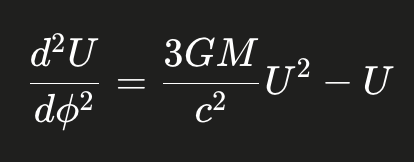 d²U/dϕ² = 3GM/c² U² − U